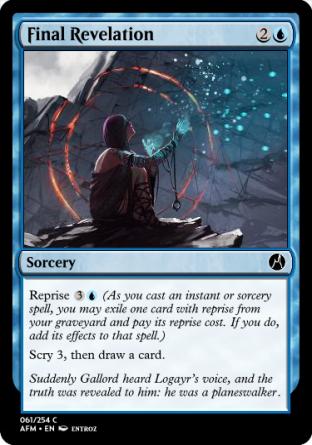 Final Revelation 2
Sorcery
Reprise 3 (As you cast an instant or sorcery
spell, you may exile one card with reprise from
your graveyard and pay its reprise cost. If you do,
add its effects to that spell.)
Scry 3, then draw a card.
Suddenly Gallord heard Logayr's voice, and the
truth was revealed to him: he was a planeswalker.
061/254 C
AFM • EN ENTROZ